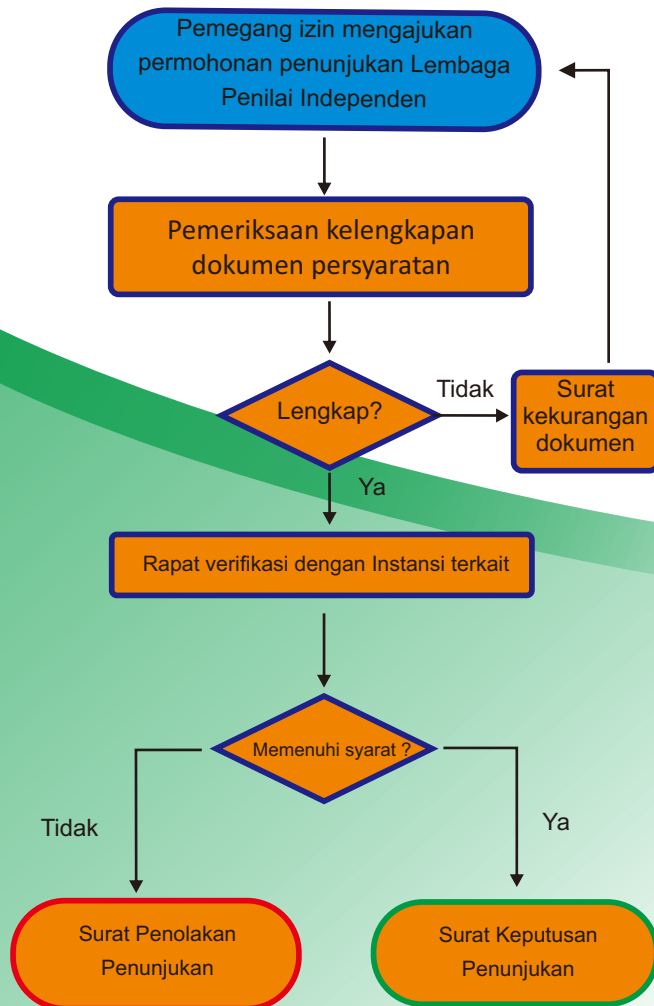 Pemegang izin mengajukan
permohonan penunjukan Lembaga
Penilai Independen
Pemeriksaan kelengkapan
dokumen persyaratan
Lengkap?
Tidak
Surat
kekurangan
dokumen
Ya
Rapat verifikasi dengan Instansi terkait
Memenuhi syarat ?
Tidak
Ya
Surat Penolakan
Penunjukan
Surat Keputusan
Penunjukan